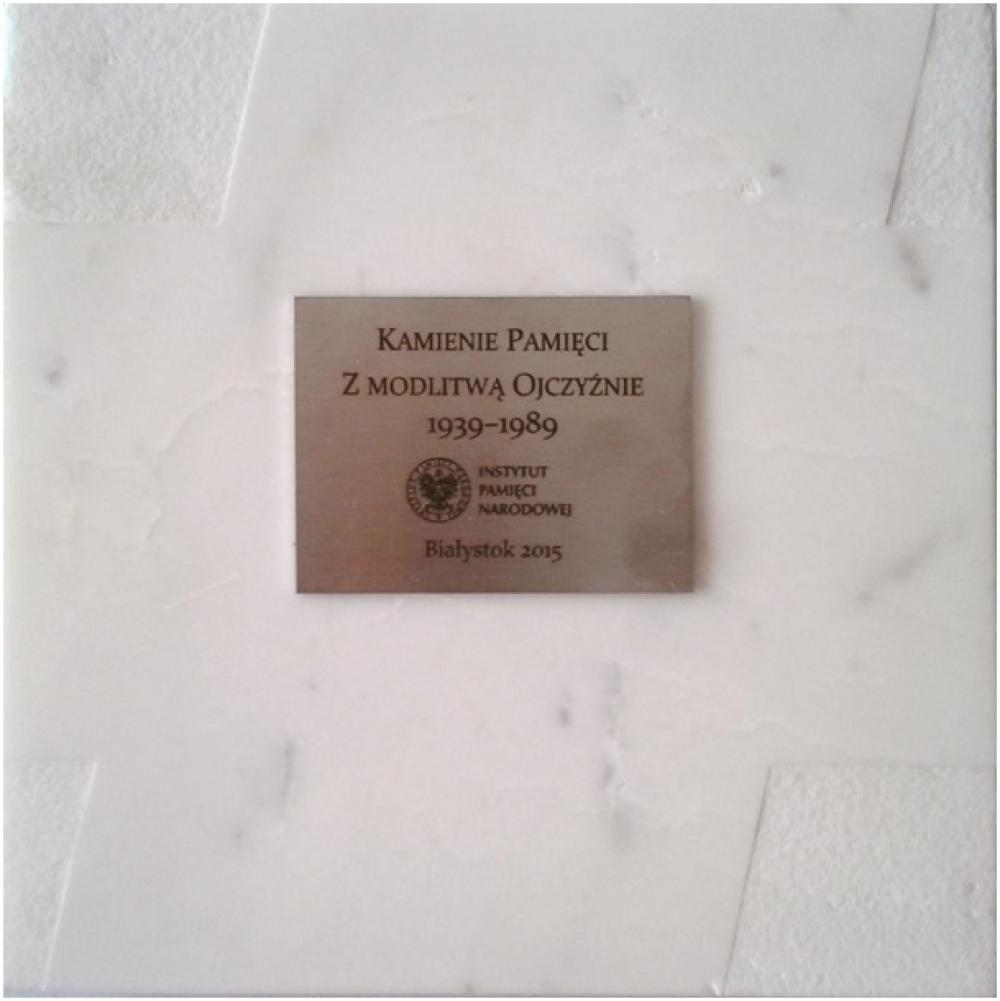 KAMIENIE PAMIĘCI
Z MODLITWĄ OJCZYŹNIE
1939–1989
INSTYTUT
PAMIĘCI
NARODOWEJ
Białystok 2015